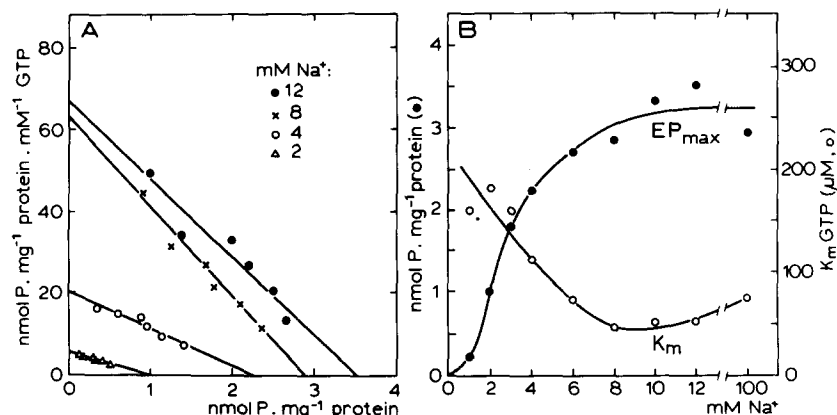 A
80
60
40
20
0
nmol P. mg⁻¹ protein . mM⁻¹ GTP
mM Na⁺:
● 12
× 8
○ 4
△ 2
0 1 2 3 4
nmol P. mg⁻¹ protein
B
4
3
2
1
0
nmol P. mg⁻¹ protein (●)
EPmax
Km
300
200
100
0
Km GTP (μM, ○)
0 2 4 6 8 10 12 100
mM Na⁺